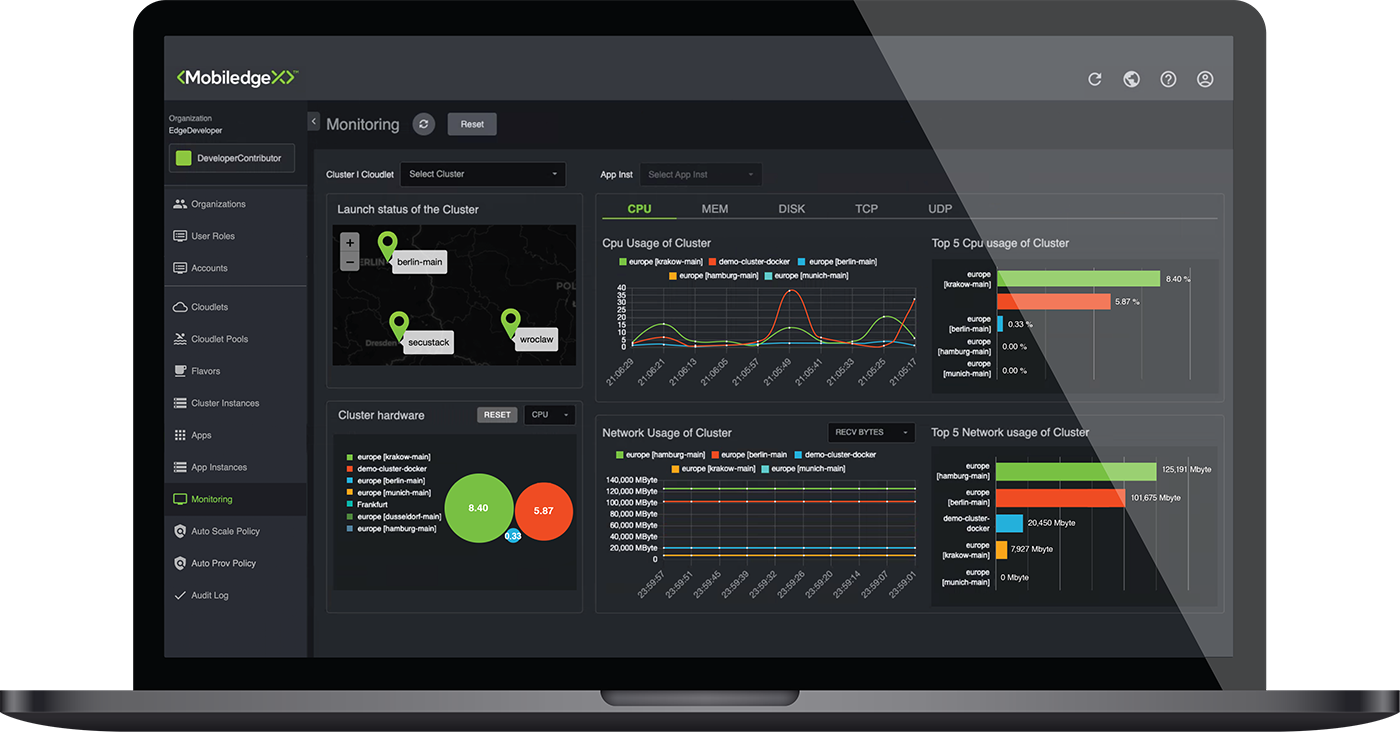 <MobiledgeX>™
Organization
EdgeDeveloper
DeveloperContributor
Organizations
User Roles
Accounts
Cloudlets
Cloudlet Pools
Flavors
Cluster Instances
Apps
App Instances
Monitoring
Auto Scale Policy
Auto Prov Policy
Audit Log
Monitoring
Reset
Cluster | Cloudlet
Select Cluster
App Inst
Select App Inst
Launch status of the Cluster
+
−
BERLIN
berlin-main
Dresden
secustack
wroclaw
Cluster hardware
RESET
CPU
europe [krakow-main]
demo-cluster-docker
europe [berlin-main]
europe [munich-main]
Frankfurt
europe [dusseldorf-main]
europe [hamburg-main]
8.40
5.87
0.33
CPU MEM DISK TCP UDP
Cpu Usage of Cluster
europe [krakow-main] demo-cluster-docker europe [berlin-main]
europe [hamburg-main] europe [munich-main]
40
35
30
25
20
15
10
5
0
21:06:29 21:06:21 21:06:13 21:06:05 21:05:57 21:05:49 21:05:41 21:05:33 21:05:25 21:05:17
Top 5 Cpu usage of Cluster
europe
[krakow-main]
8.40 %
5.87 %
europe
[berlin-main]
0.33 %
europe
[hamburg-main]
0.00 %
europe
[munich-main]
0.00 %
Network Usage of Cluster
RECV BYTES
europe [hamburg-main] europe [berlin-main demo-cluster-docker
europe [krakow-main] europe [munich-main]
140,000 MByte
120,000 MByte
100,000 MByte
80,000 MByte
60,000 MByte
40,000 MByte
20,000 MByte
0
23:59:57 23:59:51 23:59:45 23:59:39 23:59:32 23:59:26 23:59:20 23:59:14 23:59:07 23:59:01
Top 5 Network usage of Cluster
europe
[hamburg-main]
125,191 Mbyte
europe
[berlin-main]
101,675 Mbyte
demo-cluster-
docker
20,450 Mbyte
europe
[krakow-main]
7,927 Mbyte
europe
[munich-main]
0 Mbyte